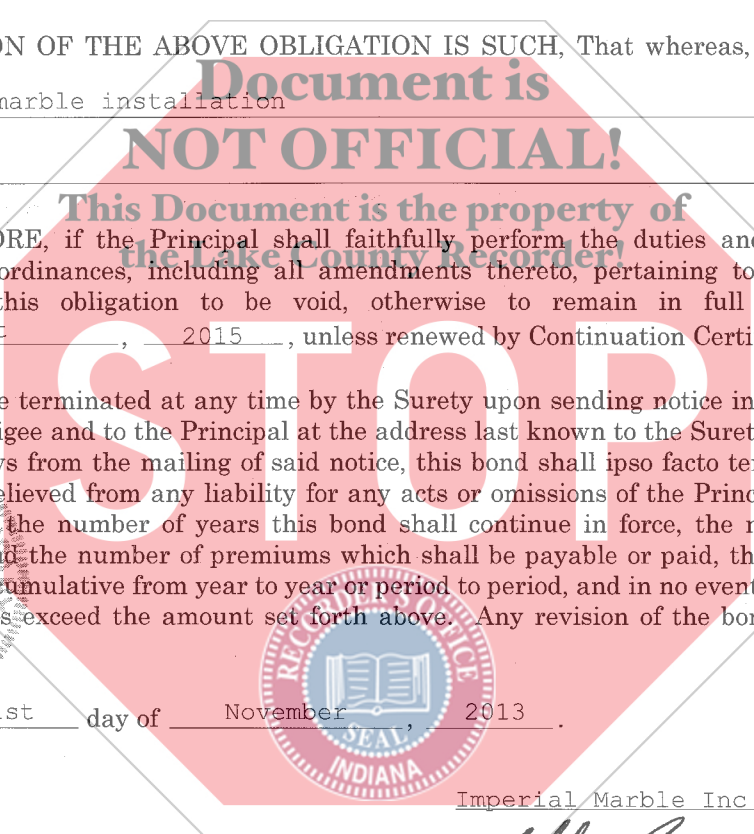 ON OF THE ABOVE OBLIGATION IS SUCH, That whereas,
Document is
marble installation
NOT OFFICIAL!
This Document is the property of
ORE, if the Principal shall faithfully perform the duties and
the Lake County Recorder!
ordinances, including all amendments thereto, pertaining to
this obligation to be void, otherwise to remain in full
, 2015, unless renewed by Continuation Certi
STOP
e terminated at any time by the Surety upon sending notice in
igee and to the Principal at the address last known to the Suret
ys from the mailing of said notice, this bond shall ipso facto te
elieved from any liability for any acts or omissions of the Princ
the number of years this bond shall continue in force, the
nd the number of premiums which shall be payable or paid, th
cumulative from year to year or period to period, and in no event
s exceed the amount set forth above. Any revision of the bo
RECORDER'S OFFICE
1st day of November, 2013.
SEAL
INDIANA
Imperial Marble Inc